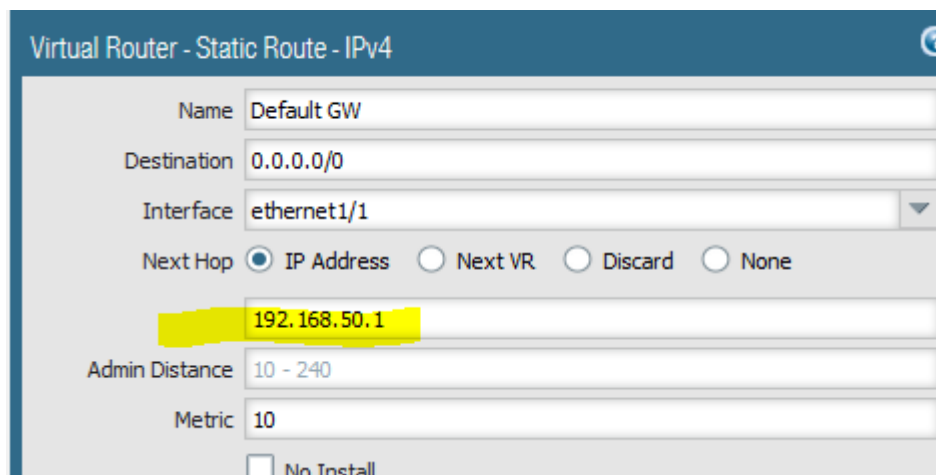 Virtual Router - Static Route - IPv4
Name Default GW
Destination 0.0.0.0/0
Interface ethernet1/1
Next Hop IP Address Next VR Discard None
192.168.50.1
Admin Distance 10 - 240
Metric 10
No Install